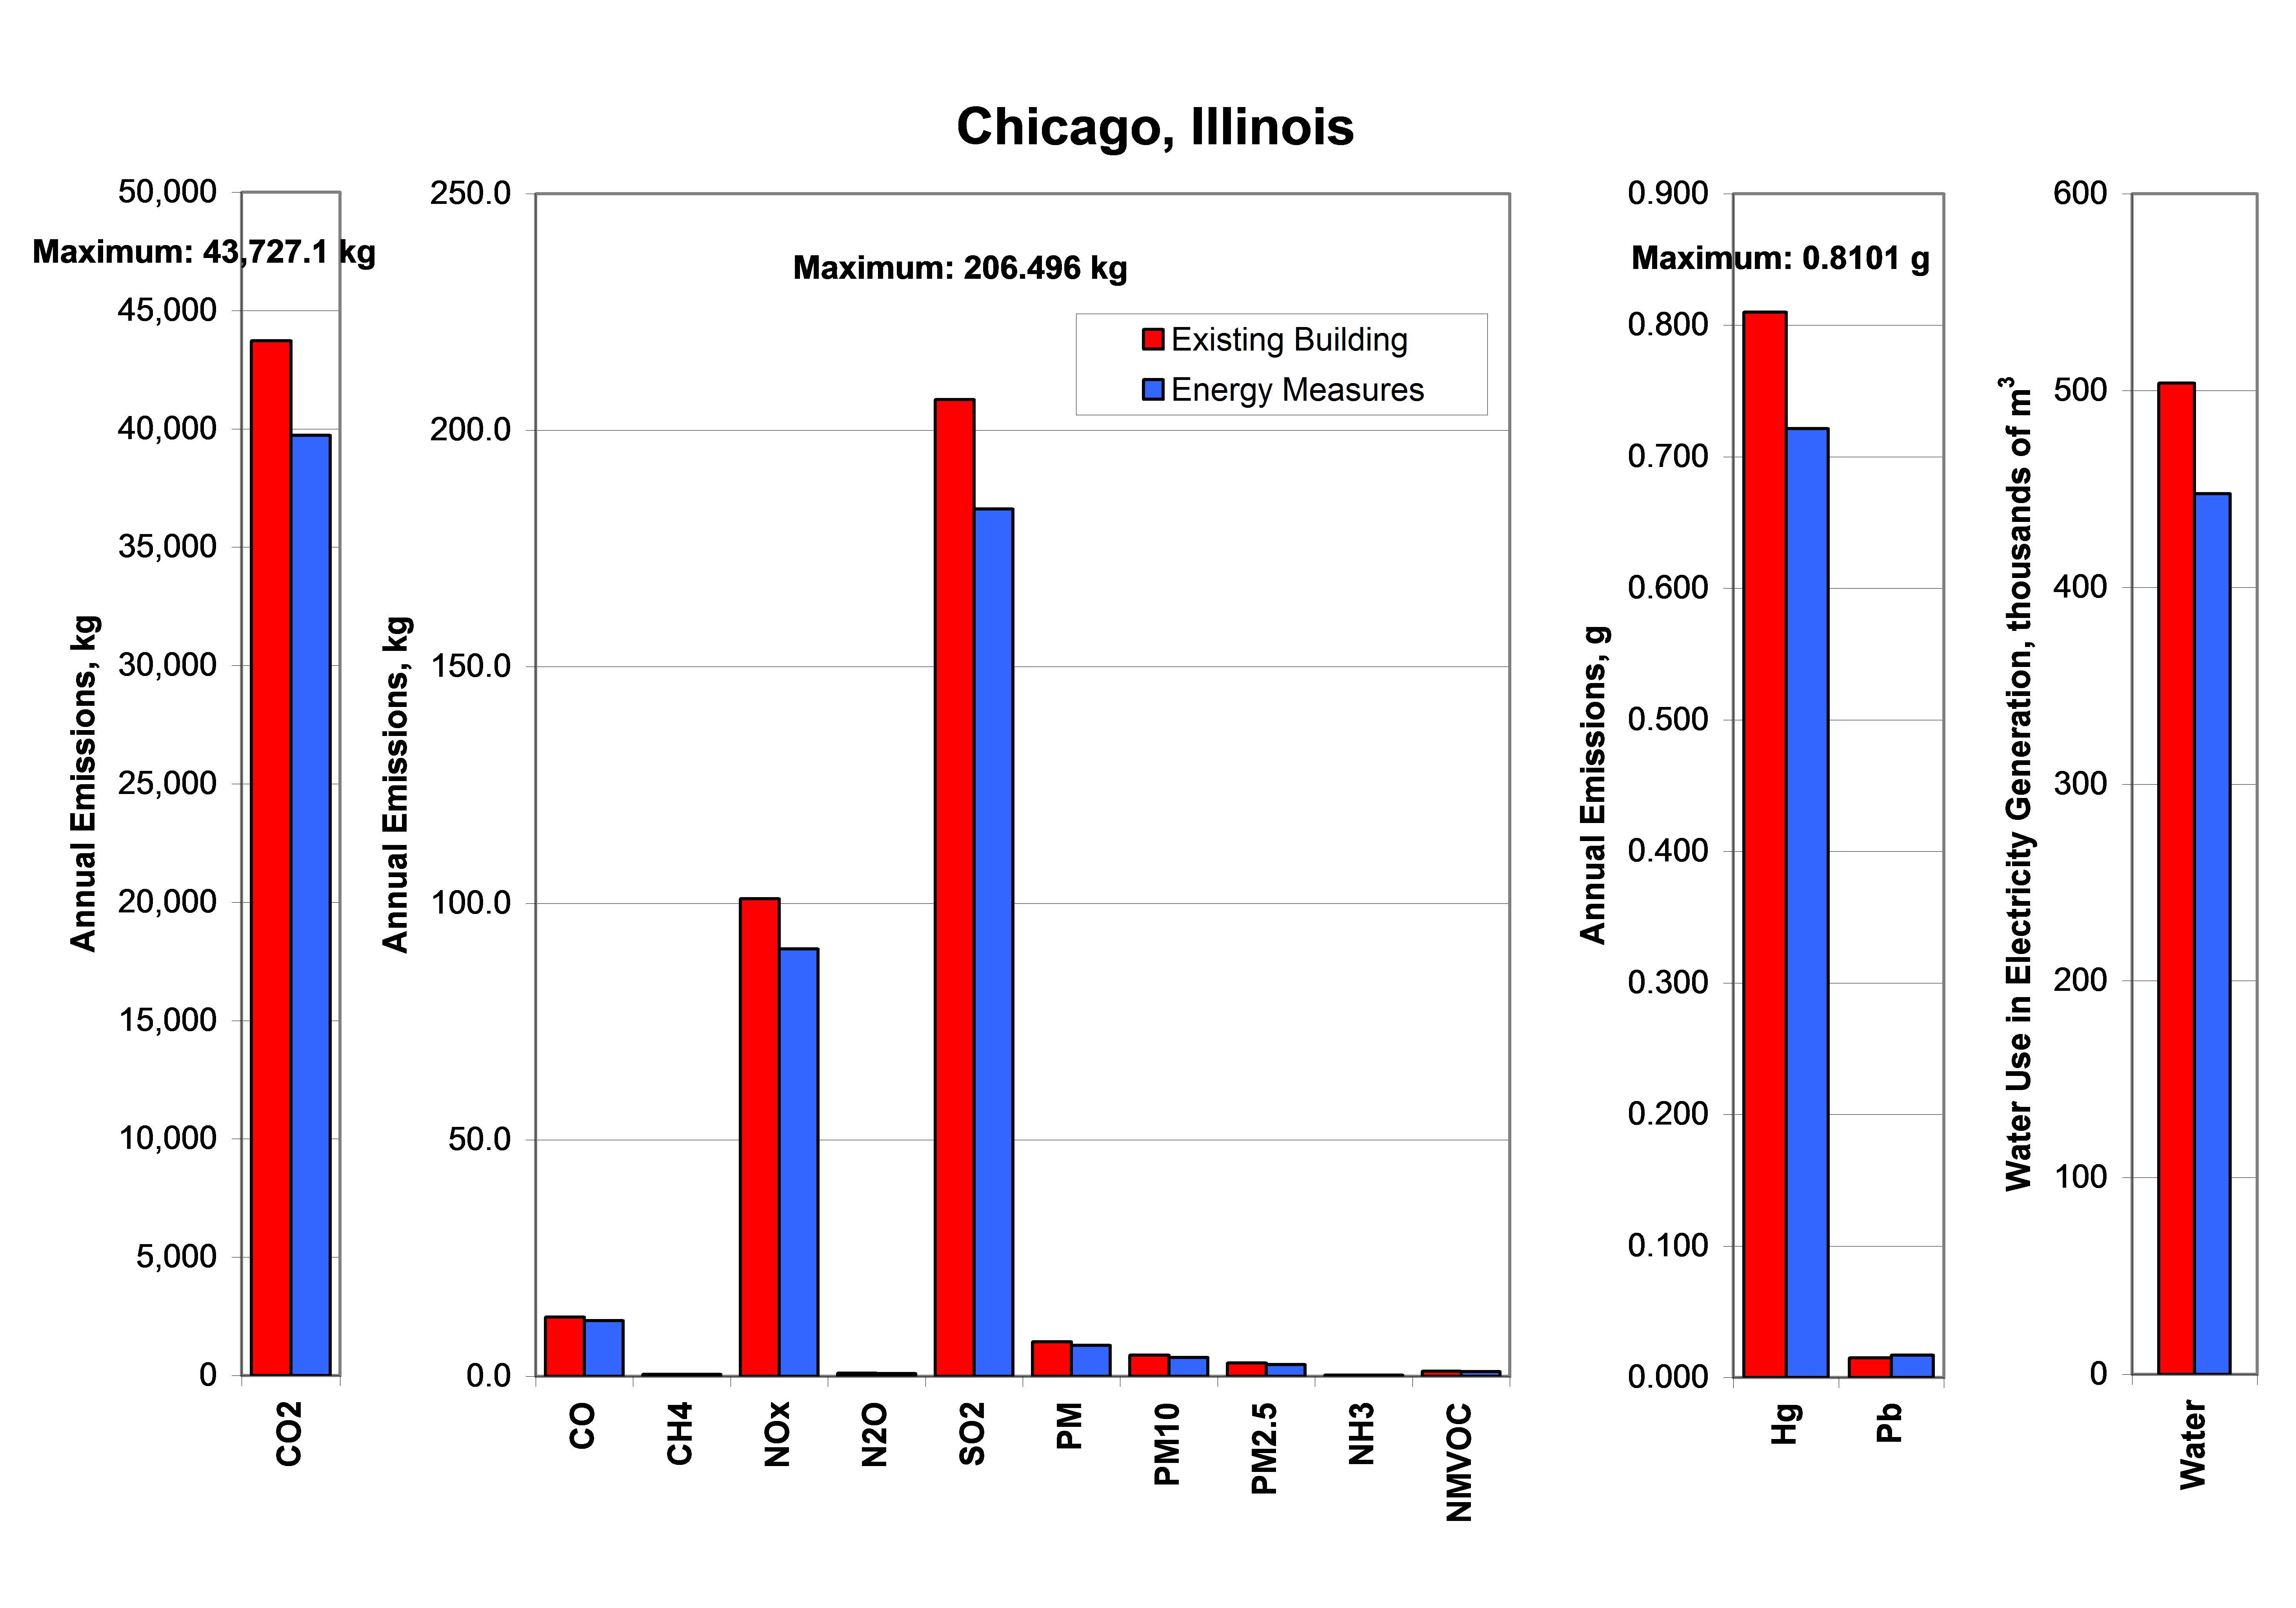 Chicago, Illinois
Annual Emissions, kg
50,000
45,000
40,000
35,000
30,000
25,000
20,000
15,000
10,000
5,000
0
Maximum: 43,727.1 kg
CO2
Annual Emissions, kg
250.0
200.0
150.0
100.0
50.0
0.0
Maximum: 206.496 kg
Existing Building
Energy Measures
CO
CH4
NOx
N2O
SO2
PM
PM10
PM2.5
NH3
NMVOC
Annual Emissions, g
0.900
0.800
0.700
0.600
0.500
0.400
0.300
0.200
0.100
0.000
Maximum: 0.8101 g
Hg
Pb
Water Use in Electricity Generation, thousands of m³
600
500
400
300
200
100
0
Water